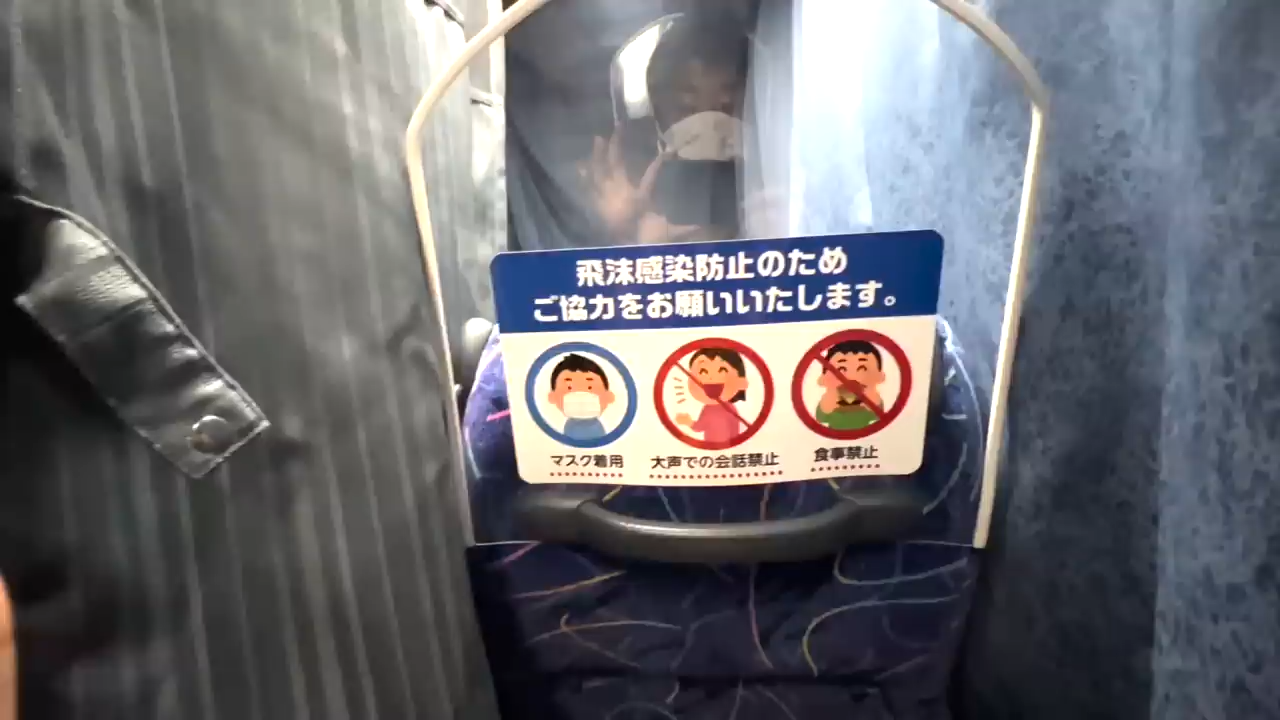 飛沫感染防止のため
ご協力をお願いいたします。
マスク着用
大声での会話禁止
食事禁止